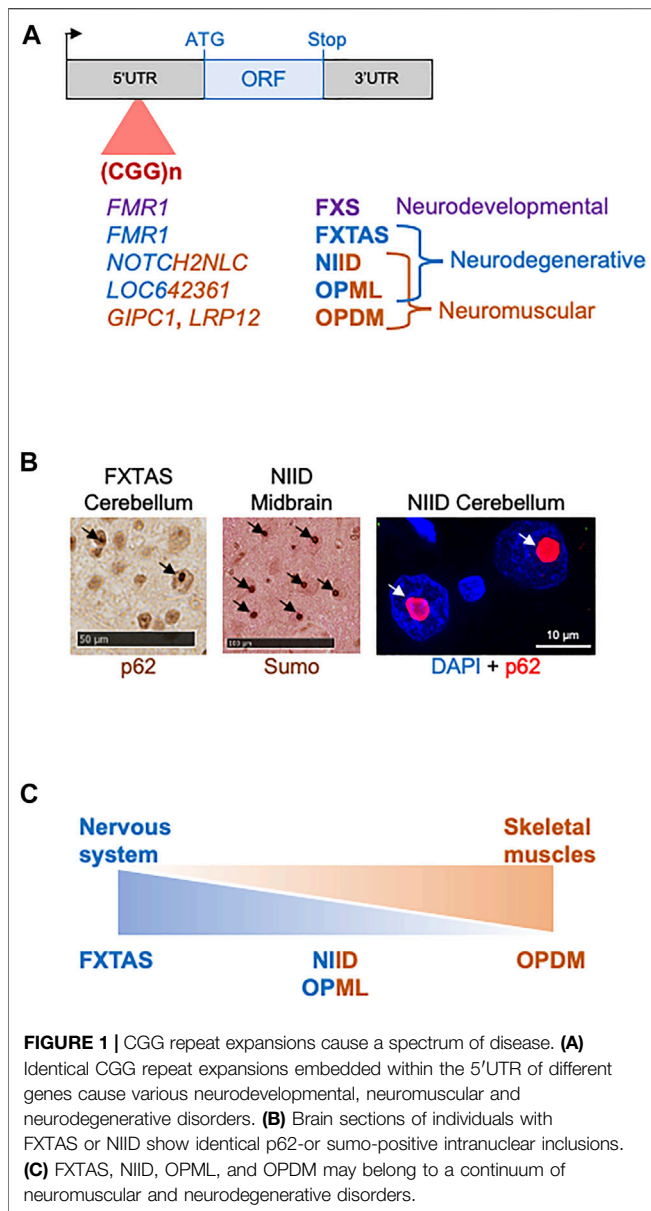 A
ATG Stop
5'UTR ORF 3'UTR
(CGG)n
FMR1 FXS Neurodevelopmental
FMR1 FXTAS
NOTCH2NLC NIID Neurodegenerative
LOC642361 OPML
GIPC1, LRP12 OPDM Neuromuscular
B
FXTAS Cerebellum
NIID Midbrain
NIID Cerebellum
50 µm
100 µm
10 µm
p62 Sumo DAPI + p62
C
Nervous system
Skeletal muscles
FXTAS NIID OPDM
OPML
FIGURE 1 | CGG repeat expansions cause a spectrum of disease. (A)
Identical CGG repeat expansions embedded within the 5′UTR of different
genes cause various neurodevelopmental, neuromuscular and
neurodegenerative disorders. (B) Brain sections of individuals with
FXTAS or NIID show identical p62-or sumo-positive intranuclear inclusions.
(C) FXTAS, NIID, OPML, and OPDM may belong to a continuum of
neuromuscular and neurodegenerative disorders.